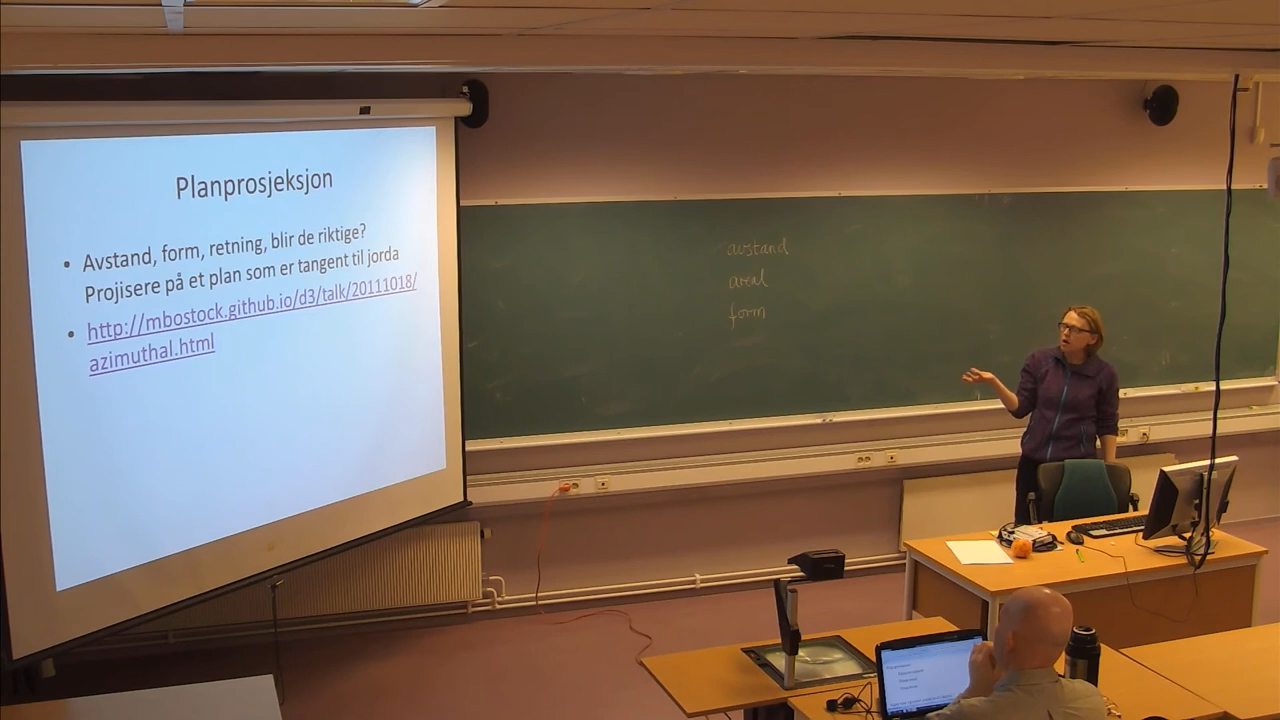 Planprosjeksjon
• Avstand, form, retning, blir de riktige?
Projisere på et plan som er tangent til jorda
• http://mbostock.github.io/d3/talk/20111018/
azimuthal.html
avstand
areal
form